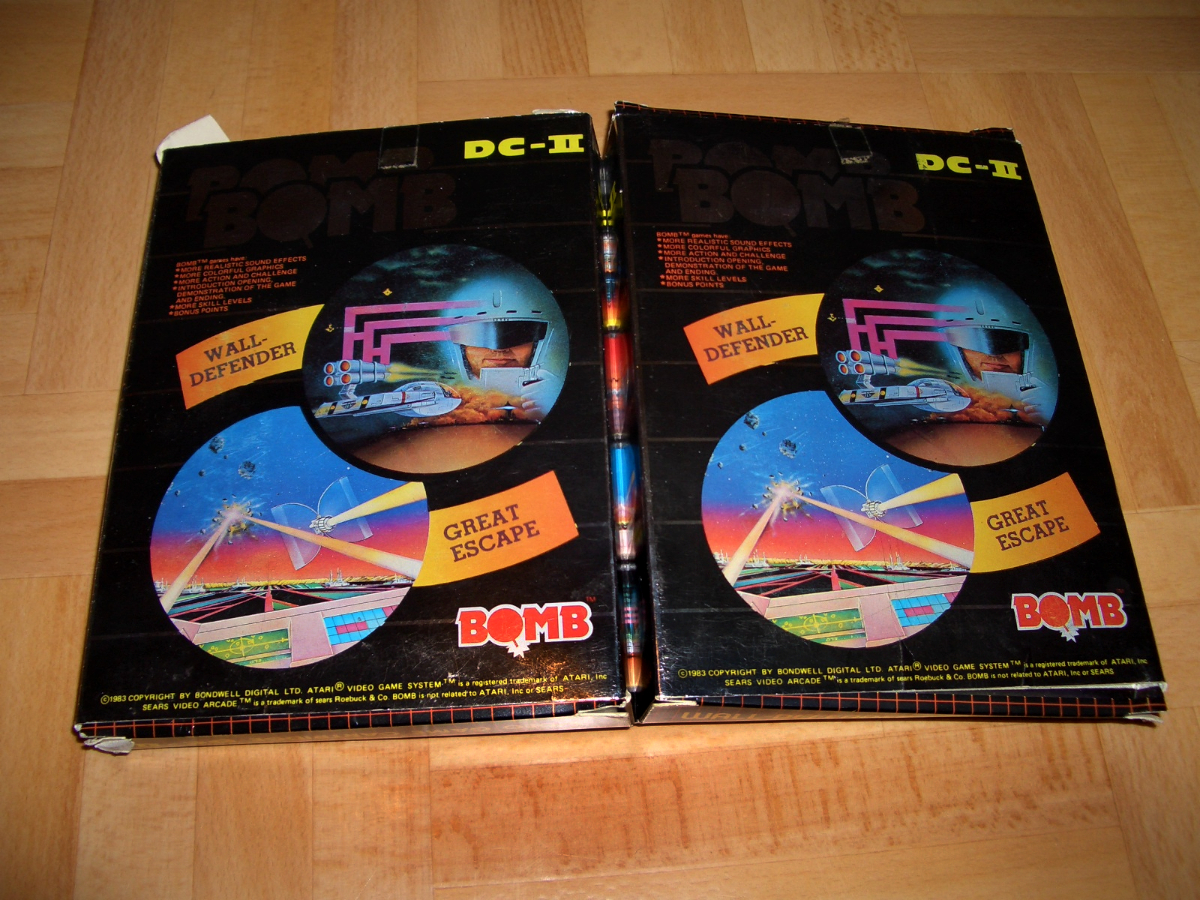 DC-II
BOMB
BOMB
BOMB™ games have:
*MORE REALISTIC SOUND EFFECTS
*MORE COLORFUL GRAPHICS
*MORE ACTION AND CHALLENGE
*INTRODUCTION OPENING,
DEMONSTRATION OF THE GAME
AND ENDING.
*MORE SKILL LEVELS
*BONUS POINTS
WALL-
DEFENDER
GREAT
ESCAPE
BOMB™
©1983 COPYRIGHT BY BONDWELL DIGITAL LTD. ATARI® VIDEO GAME SYSTEM™ is a registered trademark of ATARI, Inc
SEARS VIDEO ARCADE™ is a trademark of sears Roebuck & Co. BOMB is not related to ATARI, Inc or SEARS
DC-II
BOMB
BOMB
BOMB™ games have:
*MORE REALISTIC SOUND EFFECTS
*MORE COLORFUL GRAPHICS
*MORE ACTION AND CHALLENGE
*INTRODUCTION OPENING,
DEMONSTRATION OF THE GAME
AND ENDING.
*MORE SKILL LEVELS
*BONUS POINTS
WALL-
DEFENDER
GREAT
ESCAPE
BOMB™
©1983 COPYRIGHT BY BONDWELL DIGITAL LTD. ATARI® VIDEO GAME SYSTEM™ is a registered trademark of ATARI, Inc
SEARS VIDEO ARCADE™ is a trademark of sears Roebuck & Co. BOMB is not related to ATARI, Inc or SEARS